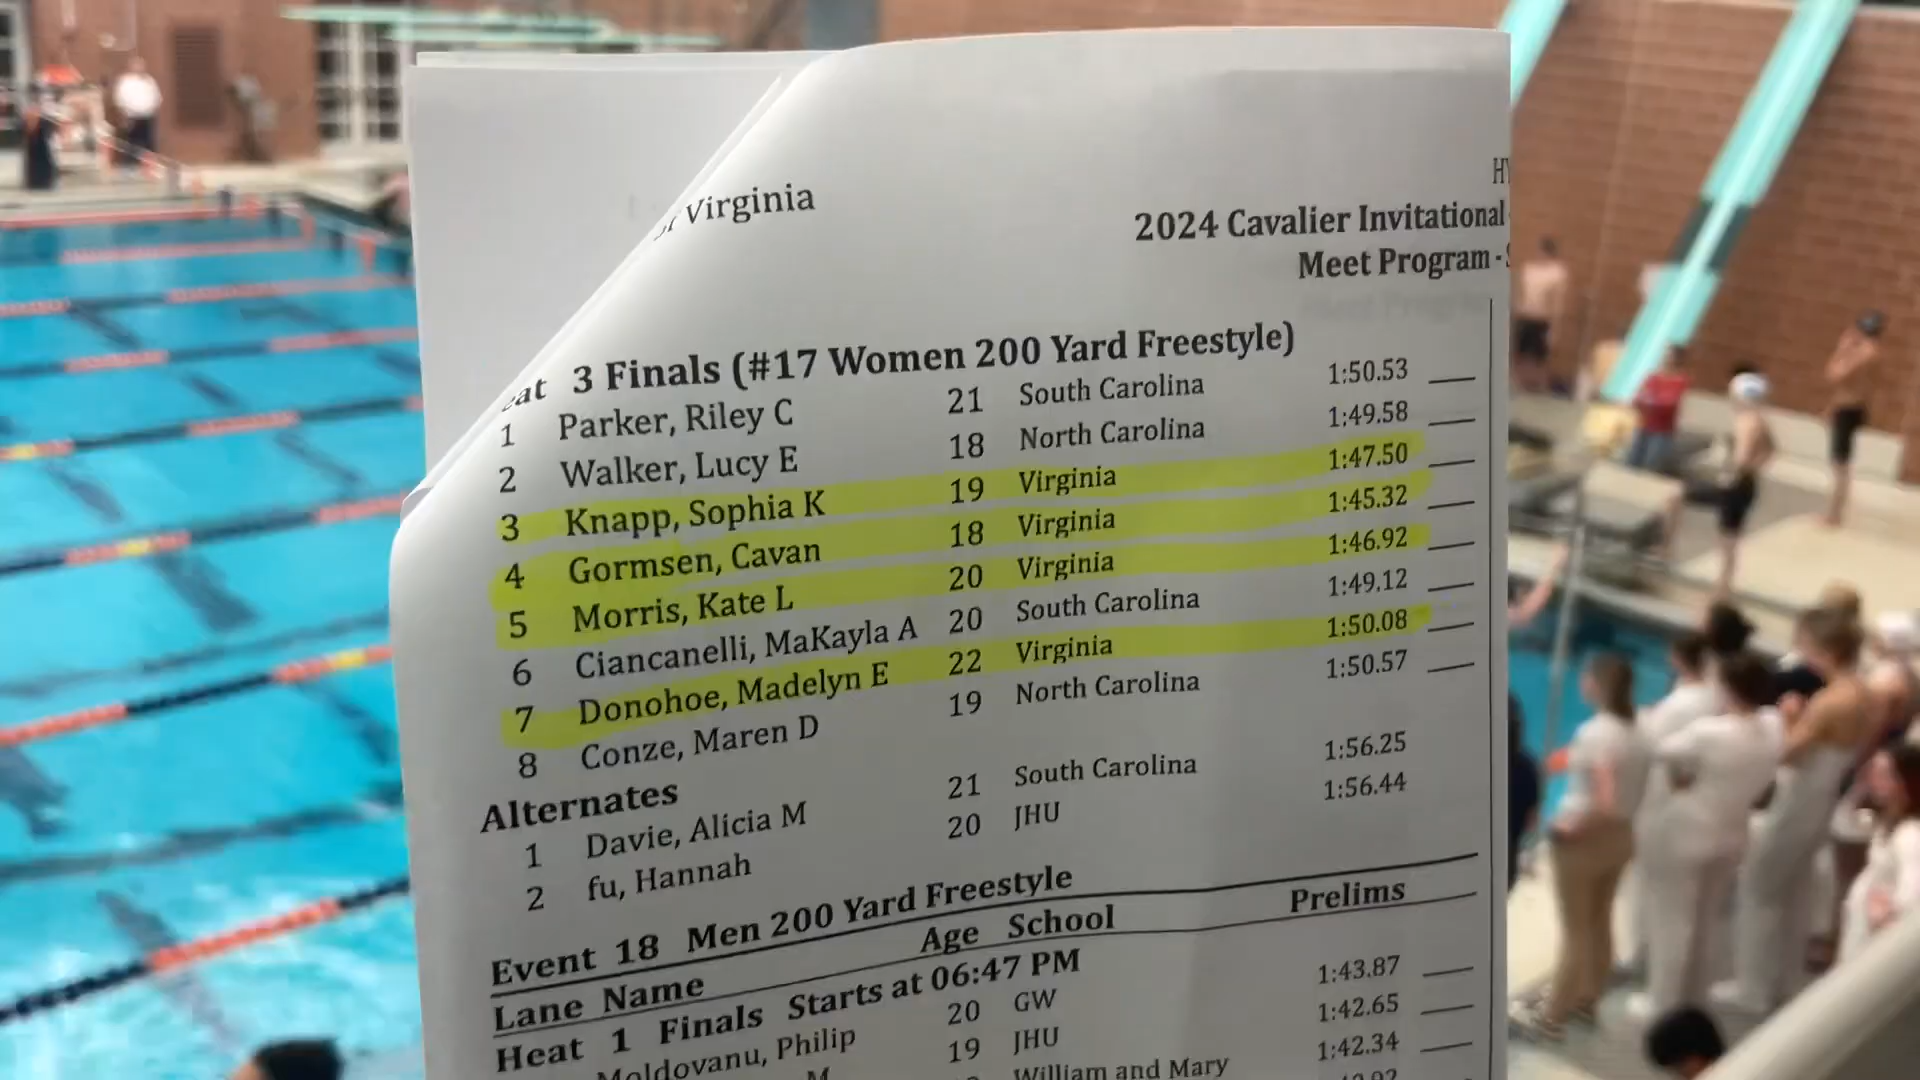 Virginia
HY
2024 Cavalier Invitational
Meet Program -
3 Finals (#17 Women 200 Yard Freestyle)
1 Parker, Riley C 21 South Carolina 1:50.53
2 Walker, Lucy E 18 North Carolina 1:49.58
3 Knapp, Sophia K 19 Virginia 1:47.50
4 Gormsen, Cavan 18 Virginia 1:45.32
5 Morris, Kate L 20 Virginia 1:46.92
6 Ciancanelli, MaKayla A 20 South Carolina 1:49.12
7 Donohoe, Madelyn E 22 Virginia 1:50.08
8 Conze, Maren D 19 North Carolina 1:50.57
Alternates
1 Davie, Alicia M 21 South Carolina 1:56.25
2 fu, Hannah 20 JHU 1:56.44
Event 18 Men 200 Yard Freestyle
Lane Name Age School Prelims
Heat 1 Finals Starts at 06:47 PM
Moldovanu, Philip 20 GW 1:43.87
M 19 JHU 1:42.65
William and Mary 1:42.34